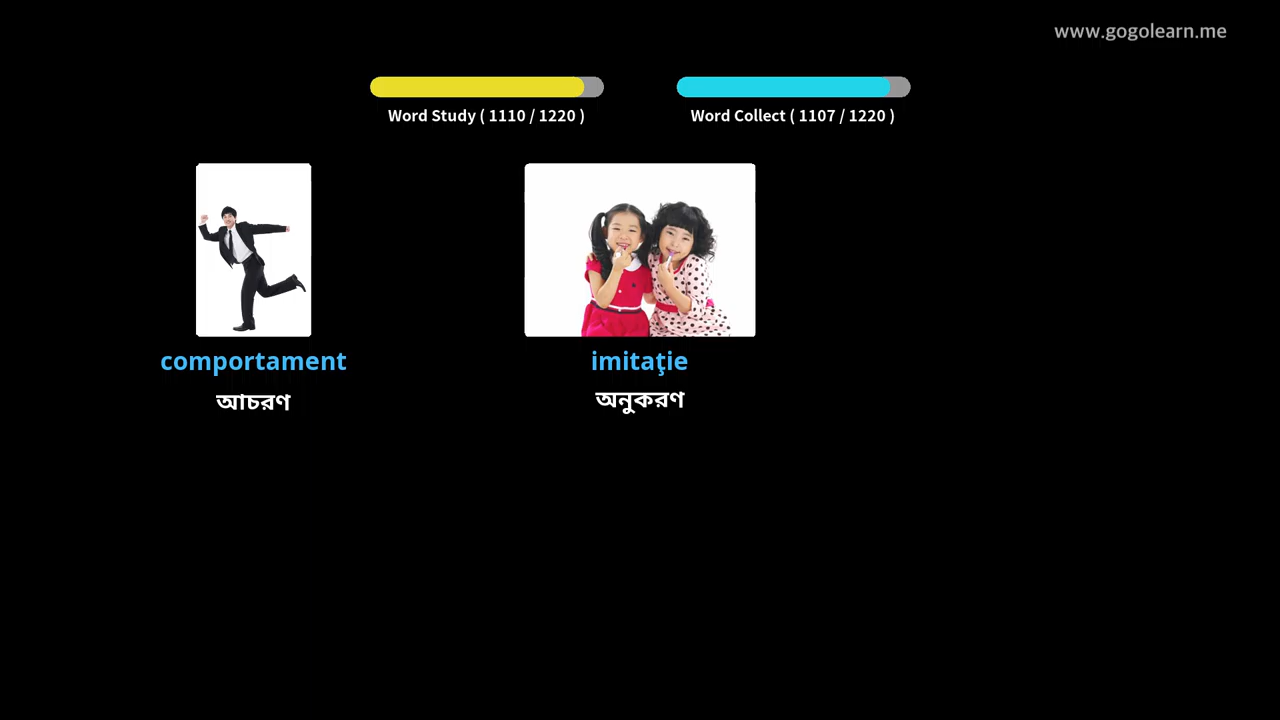 www.gogolearn.me
Word Study ( 1110 / 1220 )
Word Collect ( 1107 / 1220 )
comportament
imitaţie
আচরণ
অনুকরণ